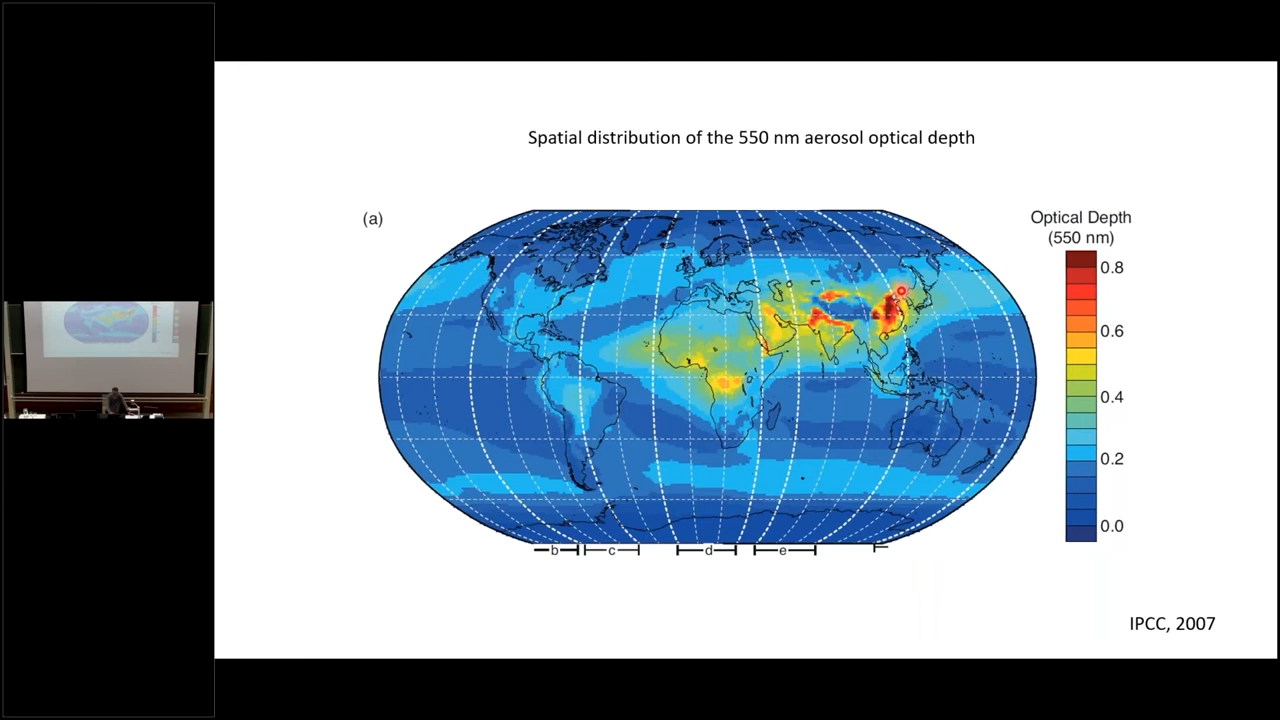 Spatial distribution of the 550 nm aerosol optical depth
(a)
Optical Depth
(550 nm)
0.8
0.6
0.4
0.2
0.0
b
c
d
e
IPCC, 2007